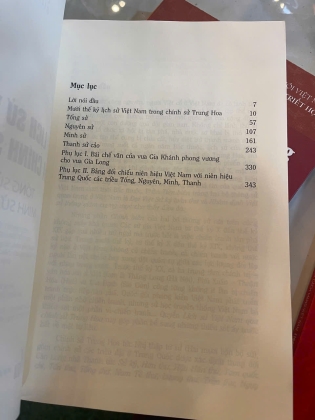 Mục lục
Lời nói đầu 7
Mười thế kỷ lịch sử Việt Nam trong chính sử Trung Hoa 10
Tống sử 57
Nguyên sử 107
Minh sử 161
Thanh sử cảo 243
Phụ lục I. Bài chế văn của vua Gia Khánh phong vương
cho vua Gia Long 330
Phụ lục II. Bảng đối chiếu niên hiệu Việt Nam với niên hiệu
Trung Quốc các triều Tống, Nguyên, Minh, Thanh 343